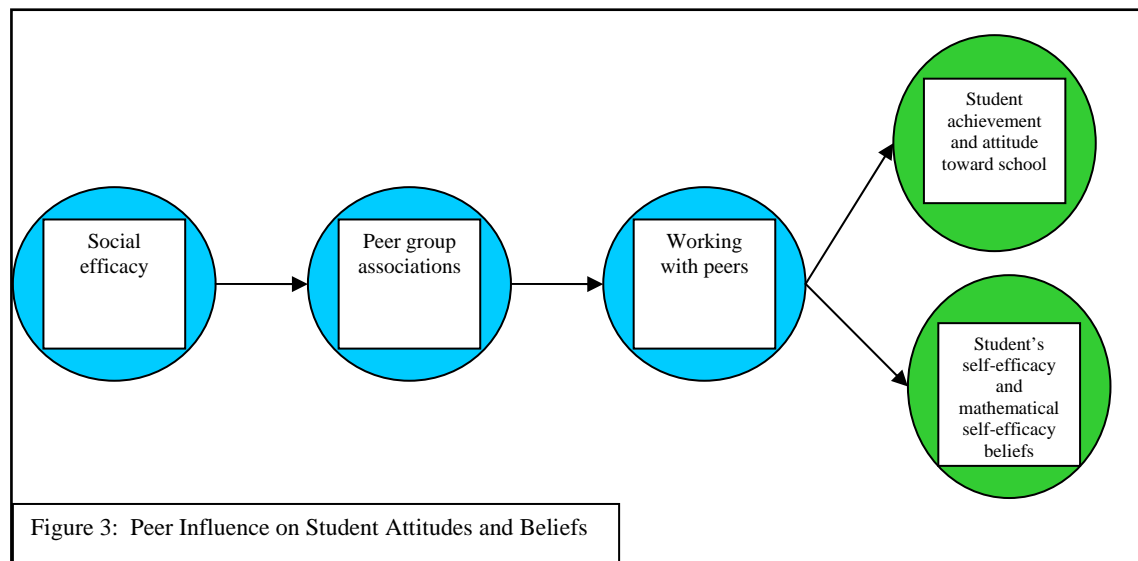 Social
efficacy
Peer group
associations
Working
with peers
Student
achievement
and attitude
toward school
Student’s
self-efficacy
and
mathematical
self-efficacy
beliefs
Figure 3:  Peer Influence on Student Attitudes and Beliefs